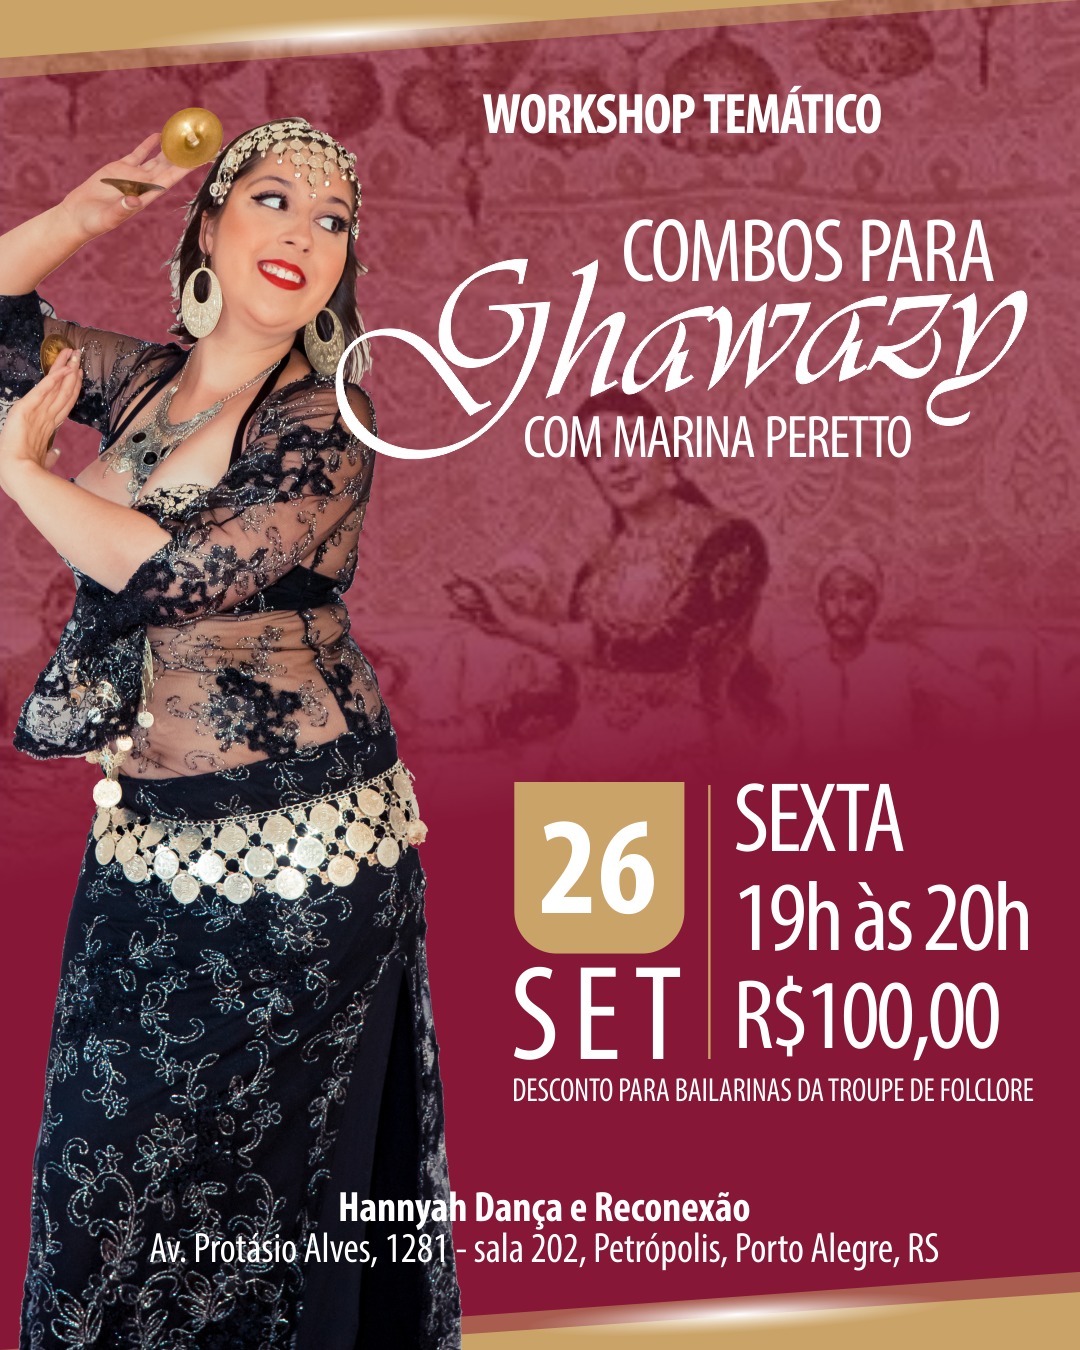 WORKSHOP TEMÁTICO
COMBOS PARA
Ghawazy
COM MARINA PERETTO
26
SET
SEXTA
19h às 20h
R$100,00
DESCONTO PARA BAILARINAS DA TROUPE DE FOLCLORE
Hannyah Dança e Reconexão
Av. Protásio Alves, 1281 - sala 202, Petrópolis, Porto Alegre, RS